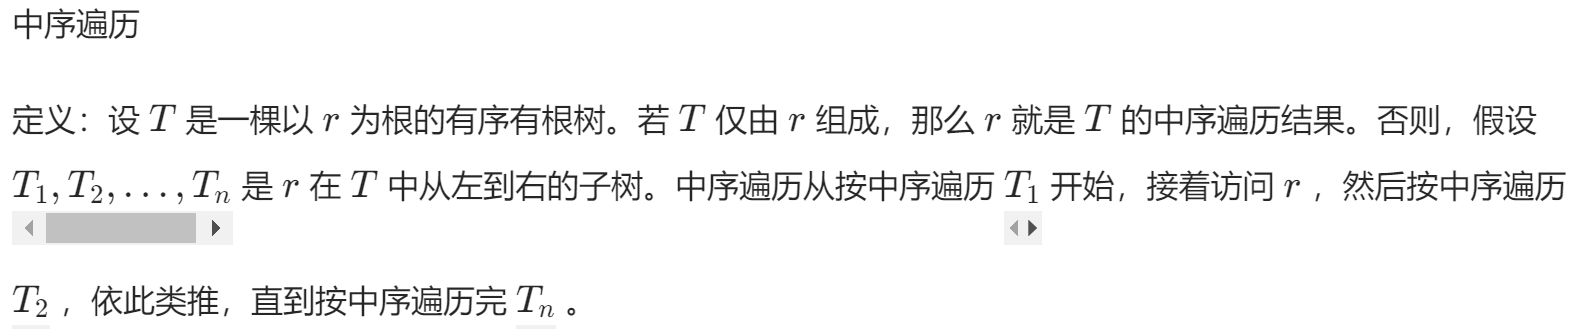 中序遍历
定义：设 T 是一棵以 r 为根的有序有根树。若 T 仅由 r 组成，那么 r 就是 T 的中序遍历结果。否则，假设
T₁, T₂, …, Tₙ 是 r 在 T 中从左到右的子树。中序遍历从按中序遍历 T₁ 开始，接着访问 r ，然后按中序遍历
T₂ ，依此类推，直到按中序遍历完 Tₙ 。